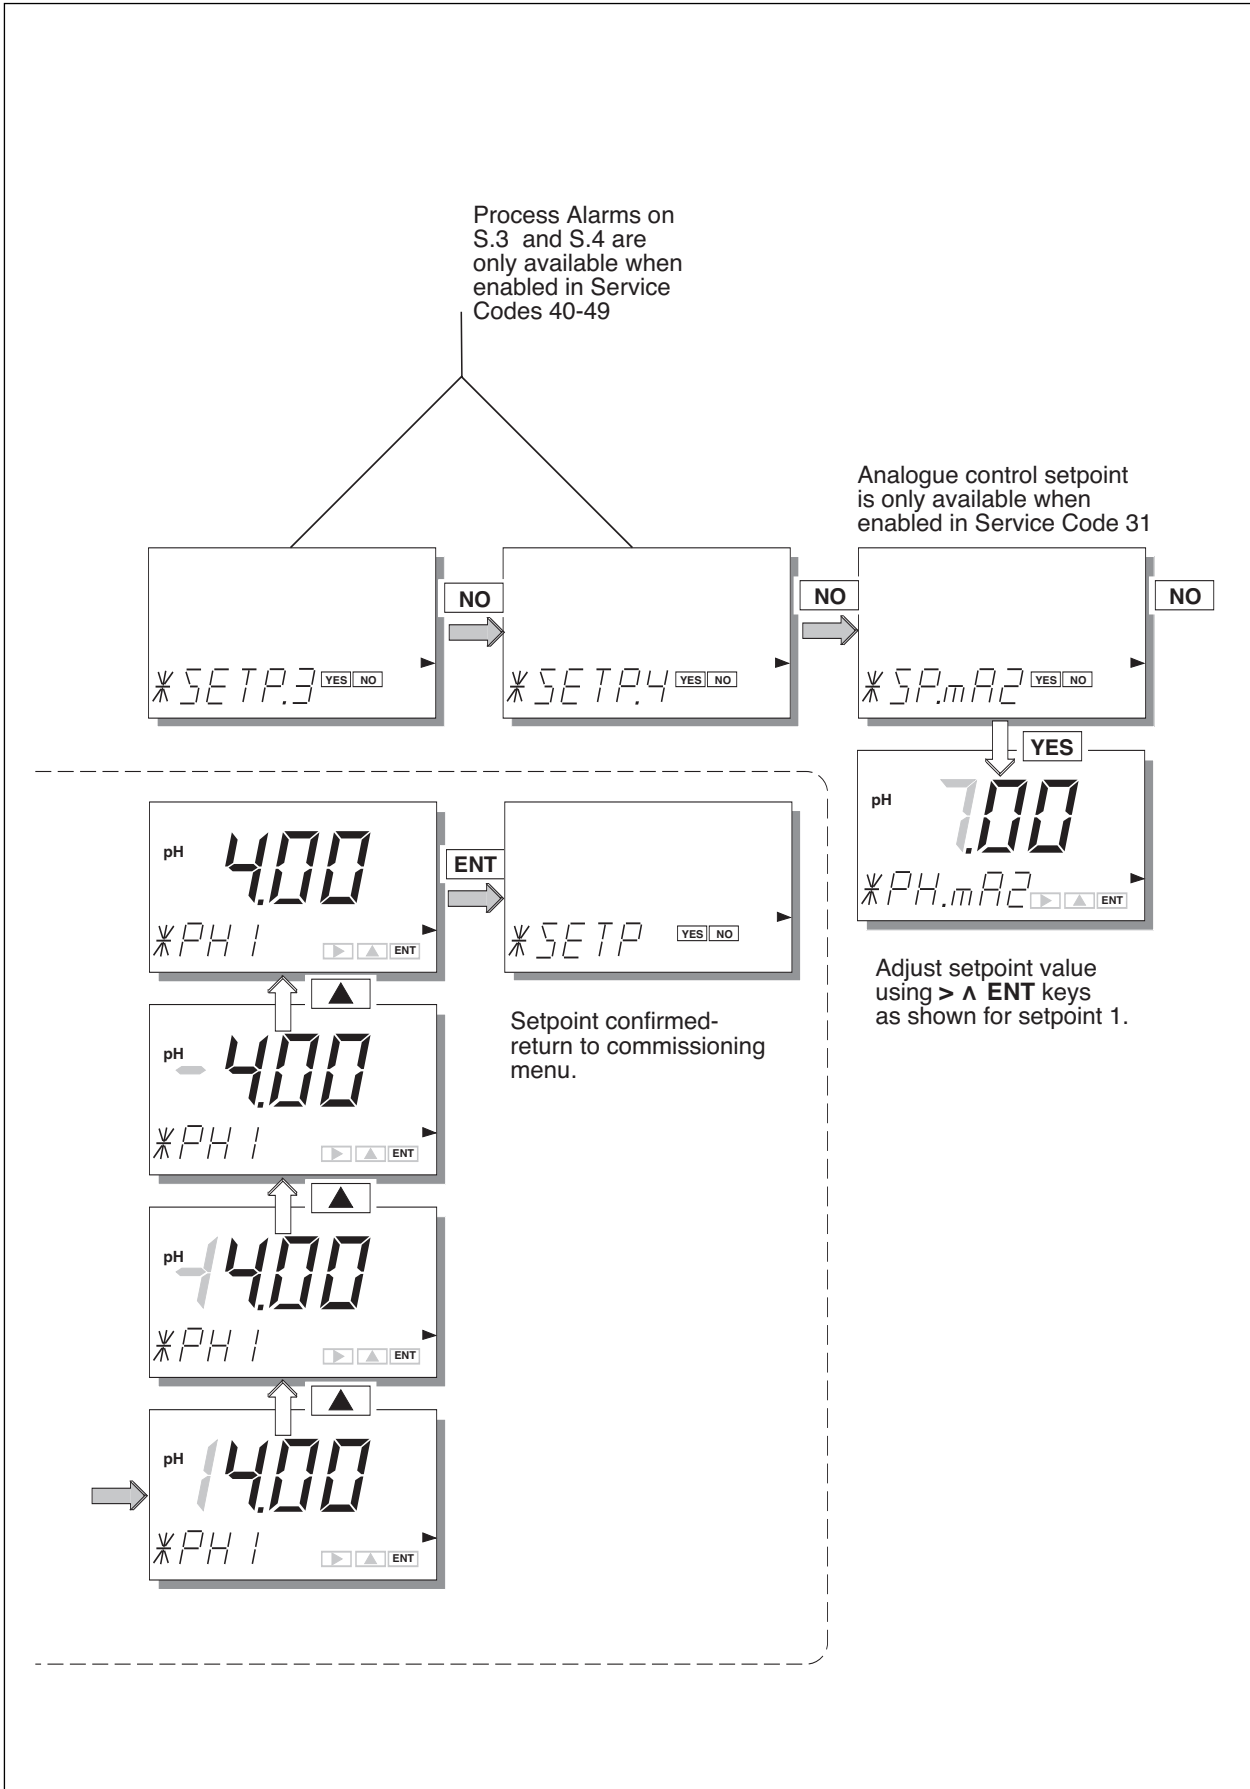 Process Alarms on
S.3 and S.4 are
only available when
enabled in Service
Codes 40-49
Analogue control setpoint
is only available when
enabled in Service Code 31
NO
NO
NO
SETP.3 YES NO
SETP.4 YES NO
SP.mA2 YES NO
YES
pH 7.00
PH.mA2 ENT
Adjust setpoint value
using > ∧ ENT keys
as shown for setpoint 1.
pH 4.00
PH 1 ENT
ENT
SETP YES NO
Setpoint confirmed-
return to commissioning
menu.
pH - 4.00
PH 1 ENT
pH -14.00
PH 1 ENT
pH 14.00
PH 1 ENT